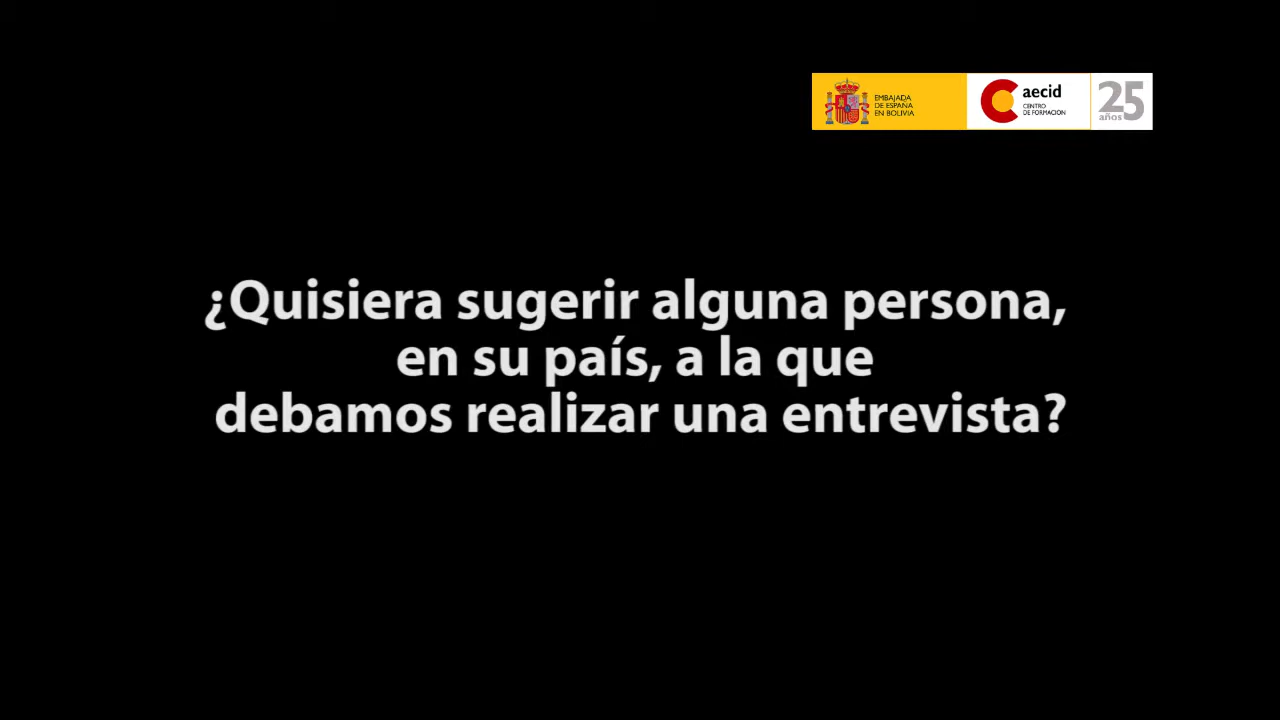 EMBAJADA
DE ESPAÑA
EN BOLIVIA
aecid
CENTRO
DE FORMACIÓN
25
años
¿Quisiera sugerir alguna persona,
en su país, a la que
debamos realizar una entrevista?